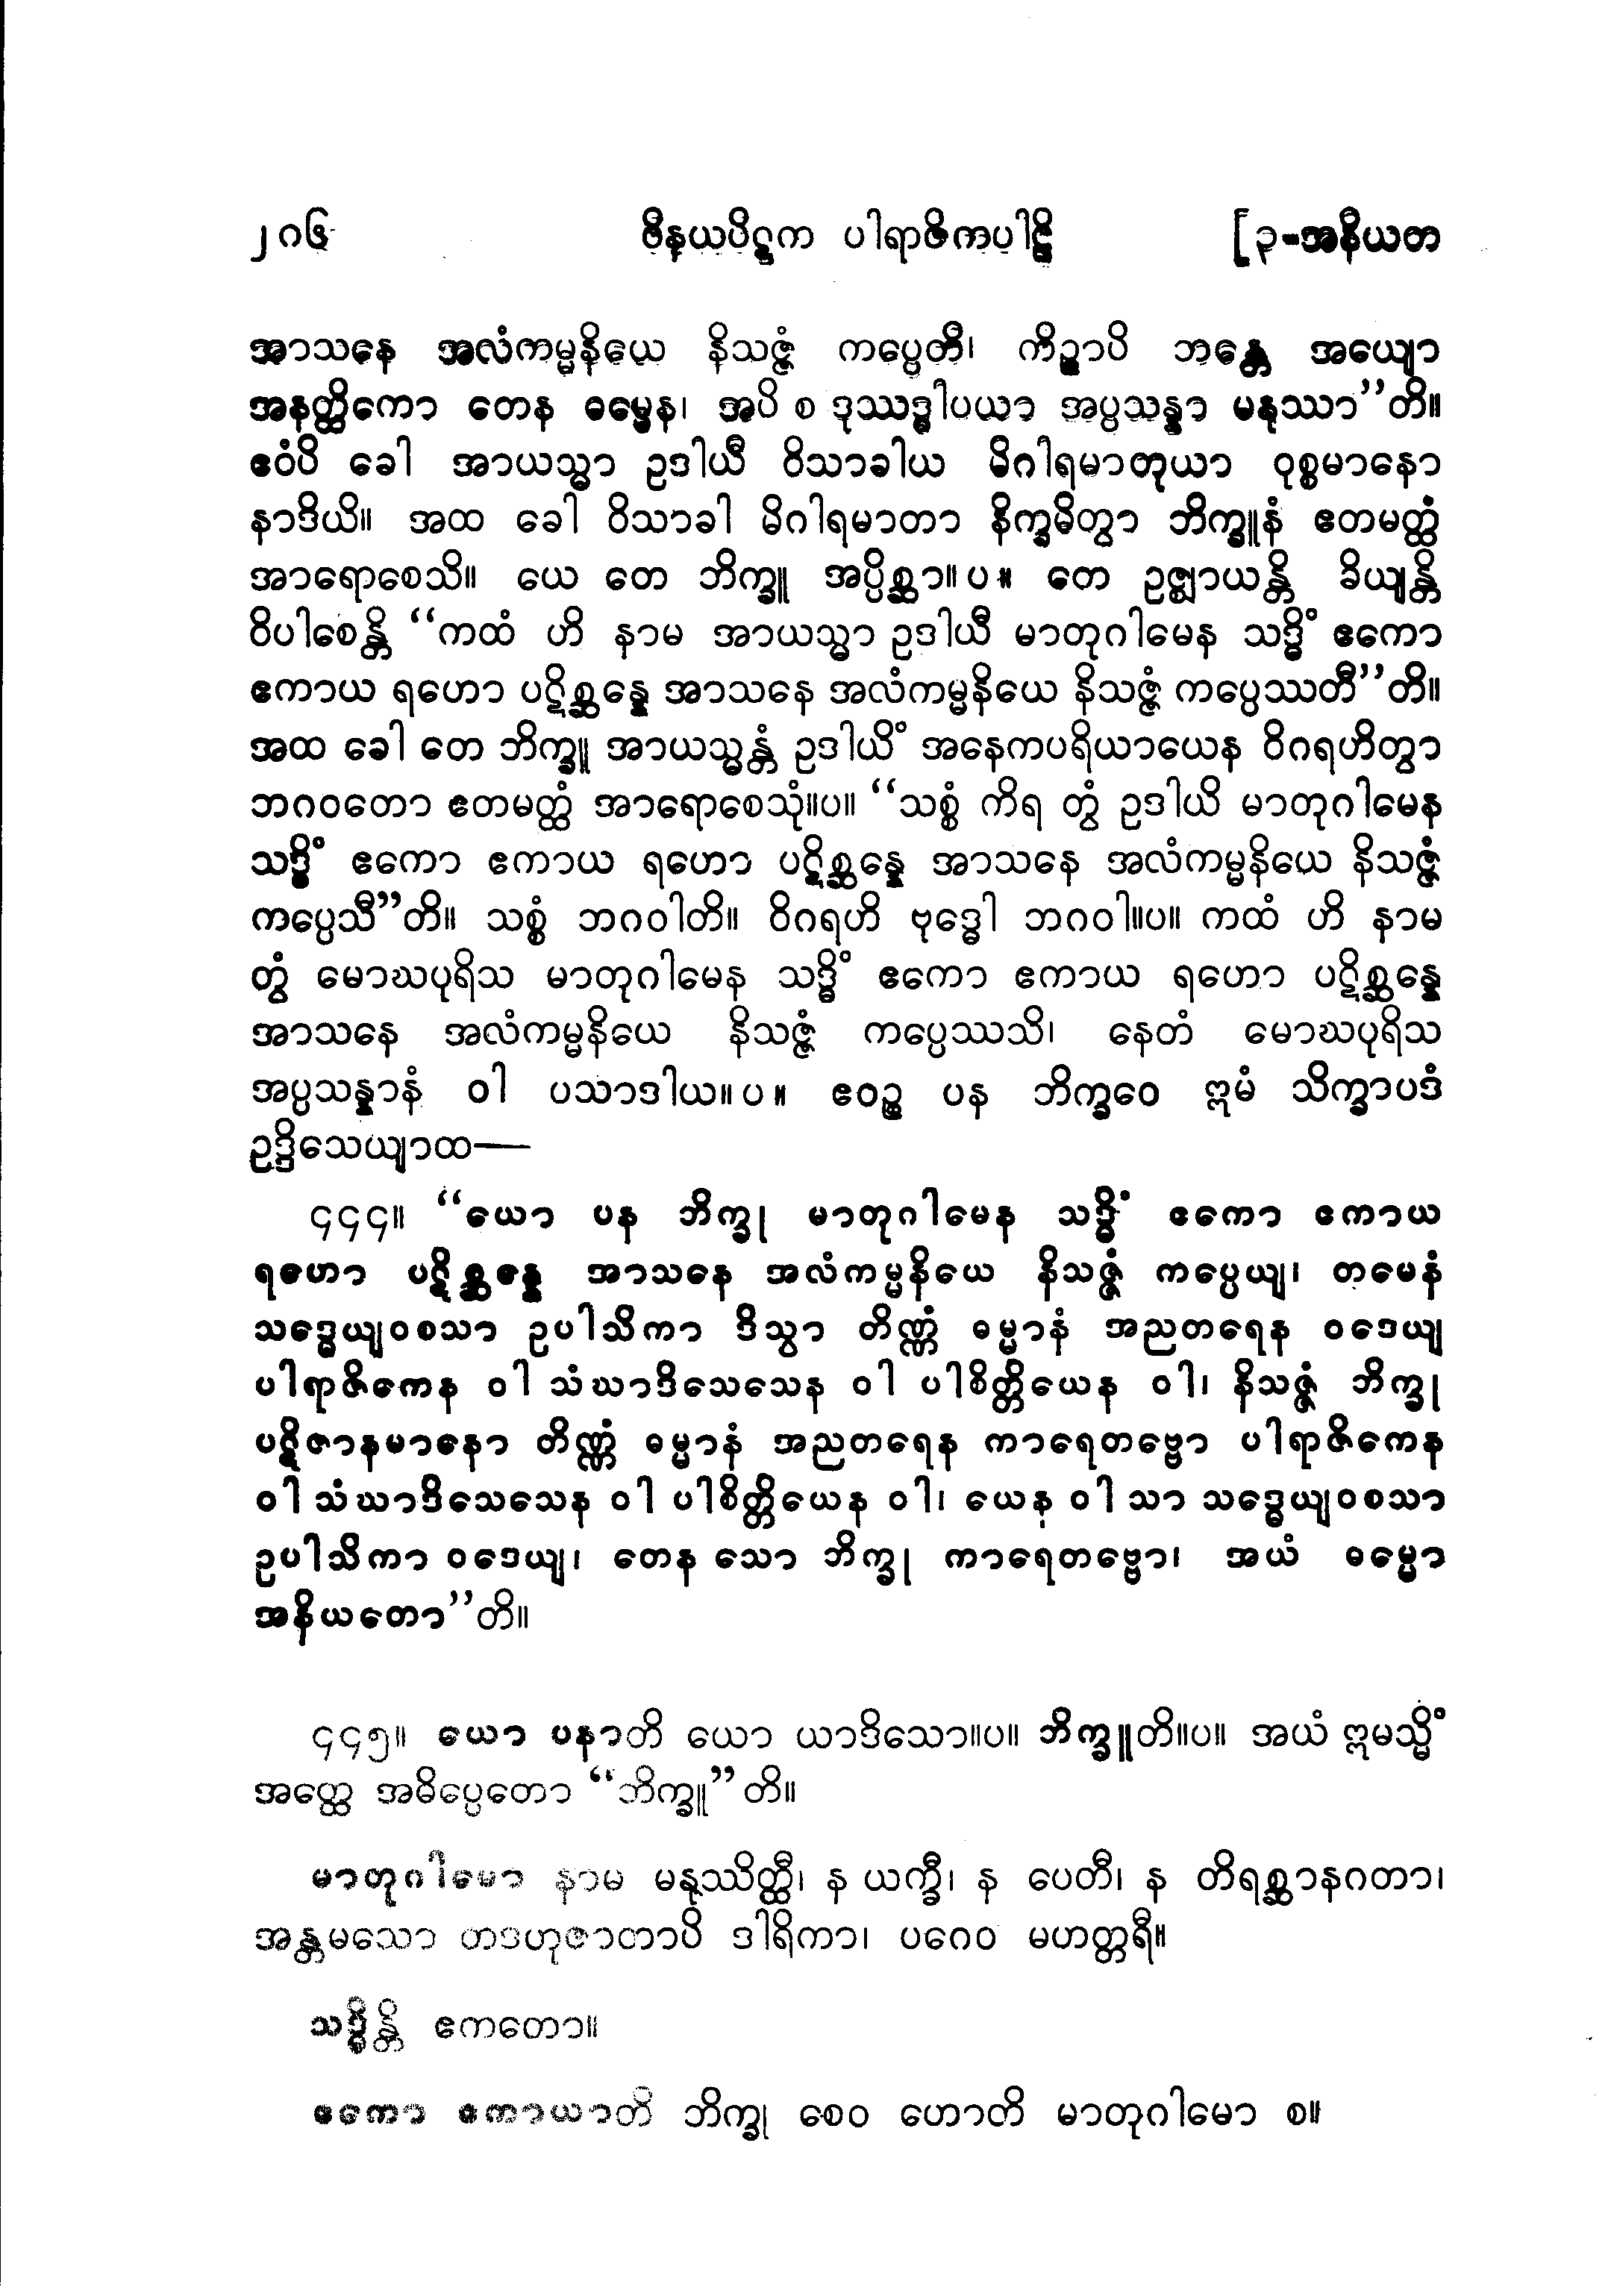 ၂၈၆ ဝိနယပိဋက ပါရာဇိကပါဠိ [၃-အနိယတ
အာသနေ အလံကမ္မနိယေ နိသဇ္ဇံ ကပ္ပေတိ၊ ကိဉ္စာပိ ဘန္တေ အယျော
အနတ္ထိကော တေန ဓမ္မေန၊ အပိ စ ဒုဿဒ္ဓါပယာ အပ္ပသန္နာ မနုဿာ”တိ။
ဧဝံပိ ခေါ အာယသ္မာ ဥဒါယီ ဝိသာခါယ မိဂါရမာတုယာ ဝုစ္စမာနော
နာဒိယိ။ အထ ခေါ ဝိသာခါ မိဂါရမာတာ နိက္ခမိတွာ ဘိက္ခူနံ ဧတမတ္ထံ
အာရောစေသိ။ ယေ တေ ဘိက္ခူ အပ္ပိစ္ဆာ။ပ။ တေ ဥဇ္ဈာယန္တိ ခိယျန္တိ
ဝိပါစေန္တိ “ကထံ ဟိ နာမ အာယသ္မာ ဥဒါယီ မာတုဂါမေန သဒ္ဓိံ ဧကော
ဧကာယ ရဟော ပဋိစ္ဆန္နေ အာသနေ အလံကမ္မနိယေ နိသဇ္ဇံ ကပ္ပေဿတီ”တိ။
အထ ခေါ တေ ဘိက္ခူ အာယသ္မန္တံ ဥဒါယိံ အနေကပရိယာယေန ဝိဂရဟိတွာ
ဘဂဝတော ဧတမတ္ထံ အာရောစေသုံ။ပ။ “သစ္စံ ကိရ တွံ ဥဒါယိ မာတုဂါမေန
သဒ္ဓိံ ဧကော ဧကာယ ရဟော ပဋိစ္ဆန္နေ အာသနေ အလံကမ္မနိယေ နိသဇ္ဇံ
ကပ္ပေသီ”တိ။ သစ္စံ ဘဂဝါတိ။ ဝိဂရဟိ ဗုဒ္ဓေါ ဘဂဝါ။ပ။ ကထံ ဟိ နာမ
တွံ မောဃပုရိသ မာတုဂါမေန သဒ္ဓိံ ဧကော ဧကာယ ရဟော ပဋိစ္ဆန္နေ
အာသနေ အလံကမ္မနိယေ နိသဇ္ဇံ ကပ္ပေဿသိ၊ နေတံ မောဃပုရိသ
အပ္ပသန္နာနံ ဝါ ပသာဒါယ။ပ။ ဧဝဉ္စ ပန ဘိက္ခဝေ ဣမံ သိက္ခာပဒံ
ဥဒ္ဒိသေယျာထ—
၄၄၄။ “ယော ပန ဘိက္ခု မာတုဂါမေန သဒ္ဓိံ ဧကော ဧကာယ
ရဟော ပဋိစ္ဆန္နေ အာသနေ အလံကမ္မနိယေ နိသဇ္ဇံ ကပ္ပေယျ၊ တမေနံ
သဒ္ဓေယျဝစသာ ဥပါသိကာ ဒိသွာ တိဏ္ဏံ ဓမ္မာနံ အညတရေန ဝဒေယျ
ပါရာဇိကေန ဝါ သံဃာဒိသေသေန ဝါ ပါစိတ္တိယေန ဝါ၊ နိသဇ္ဇံ ဘိက္ခု
ပဋိဇာနမာနော တိဏ္ဏံ ဓမ္မာနံ အညတရေန ကာရေတဗ္ဗော ပါရာဇိကေန
ဝါ သံဃာဒိသေသေန ဝါ ပါစိတ္တိယေန ဝါ၊ ယေန ဝါ သာ သဒ္ဓေယျဝစသာ
ဥပါသိကာ ဝဒေယျ၊ တေန သော ဘိက္ခု ကာရေတဗ္ဗော၊ အယံ ဓမ္မော
အနိယတော”တိ။
၄၄၅။ ယော ပနာတိ ယော ယာဒိသော။ပ။ ဘိက္ခူတိ။ပ။ အယံ ဣမသ္မိံ
အတ္ထေ အဓိပ္ပေတော “ဘိက္ခူ”တိ။
မာတုဂါမော နာမ မနုဿိတ္ထီ၊ န ယက္ခီ၊ န ပေတီ၊ န တိရစ္ဆာနဂတာ၊
အန္တမသော တဒဟုဇာတာပိ ဒါရိကာ၊ ပဂေဝ မဟတ္တရီ။
သဒ္ဓိန္တိ ဧကတော။
ဧကော ဧကာယာတိ ဘိက္ခု စေဝ ဟောတိ မာတုဂါမော စ။